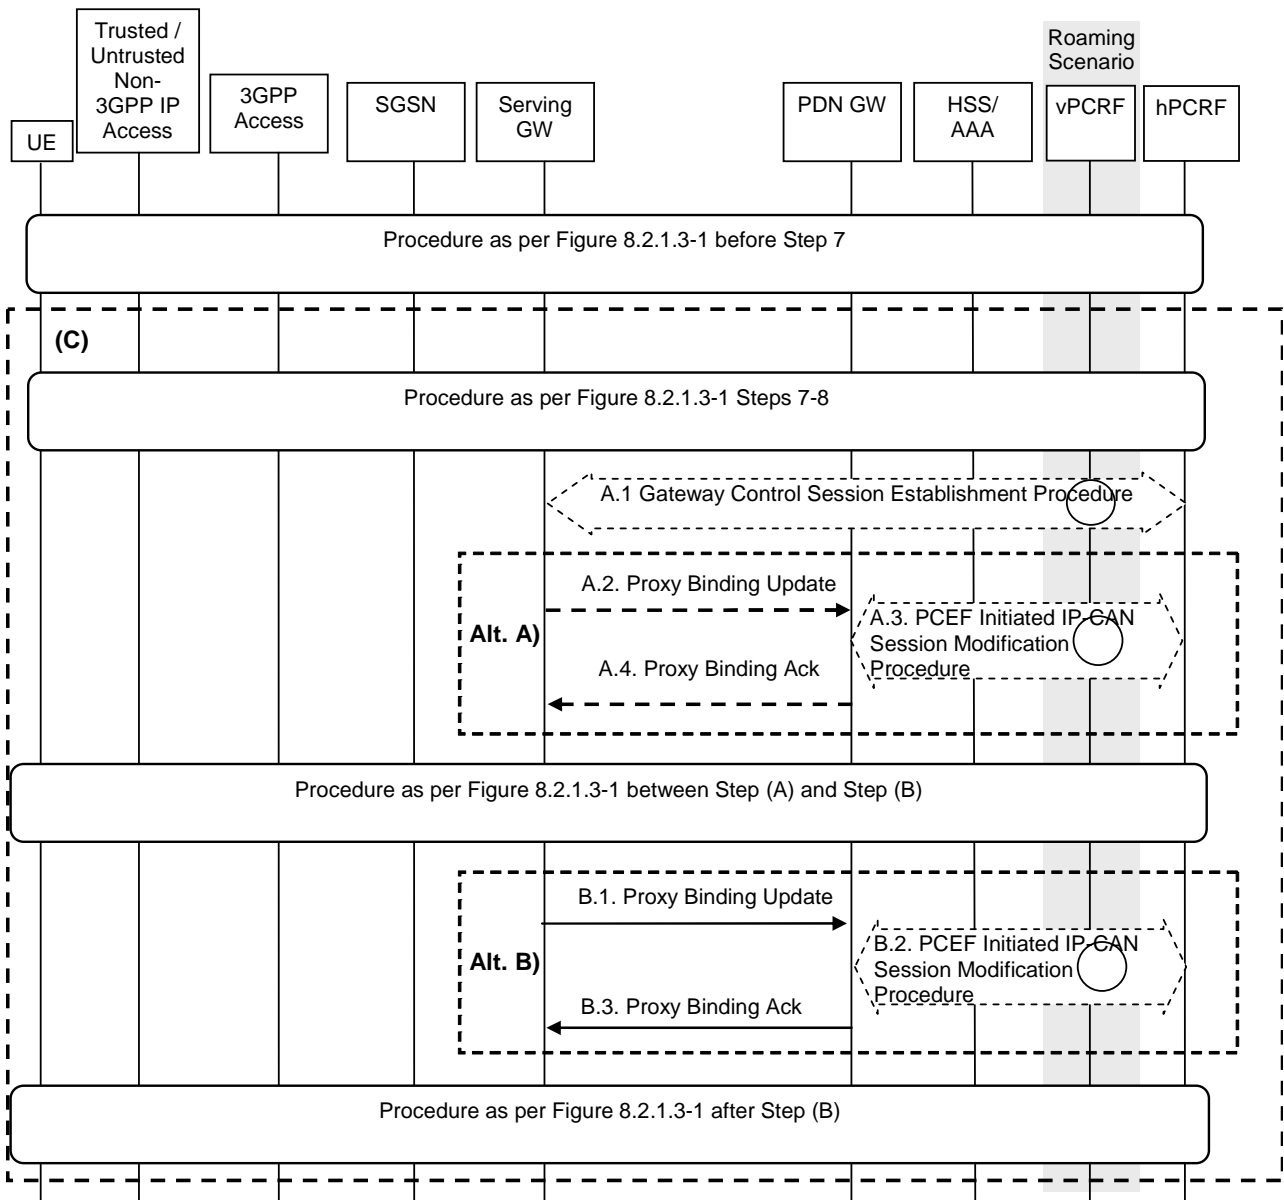 Trusted /
Untrusted
Non-
3GPP IP
Access
Roaming
Scenario
UE
3GPP
Access
SGSN
Serving
GW
PDN GW
HSS/
AAA
vPCRF
hPCRF
Procedure as per Figure 8.2.1.3-1 before Step 7
(C)
Procedure as per Figure 8.2.1.3-1 Steps 7-8
A.1 Gateway Control Session Establishment Procedure
Alt. A)
A.2. Proxy Binding Update
A.3. PCEF Initiated IP-CAN
Session Modification
Procedure
A.4. Proxy Binding Ack
Procedure as per Figure 8.2.1.3-1 between Step (A) and Step (B)
Alt. B)
B.1. Proxy Binding Update
B.2. PCEF Initiated IP-CAN
Session Modification
Procedure
B.3. Proxy Binding Ack
Procedure as per Figure 8.2.1.3-1 after Step (B)